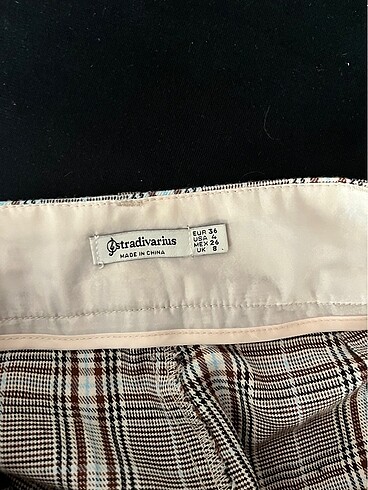 stradivarius
MADE IN CHINA
EUR 36
USA 4
MEX 26
UK 8